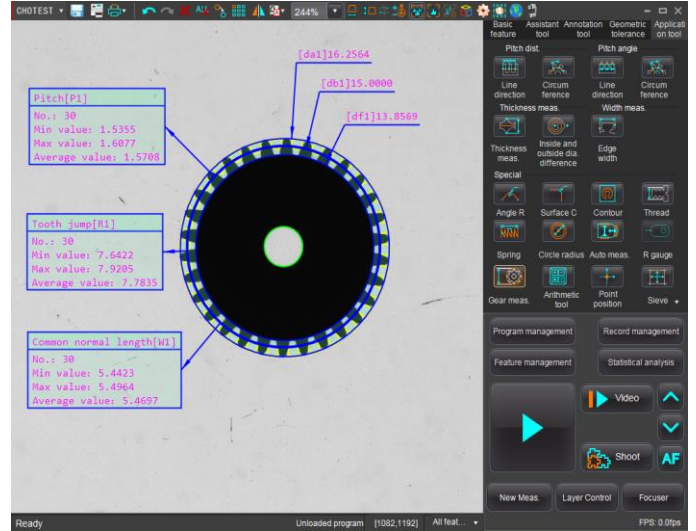 CHOTEST
244%
Basic feature
Assistant tool
Annotation tool
Geometric tolerance
Application tool
[da1]16.2564
[db1]15.0000
[df1]13.8569
Pitch[P1]
No.: 30
Min value: 1.5355
Max value: 1.6077
Average value: 1.5708
Tooth jump[R1]
No.: 30
Min value: 7.6422
Max value: 7.9205
Average value: 7.7835
Common normal length[W1]
No.: 30
Min value: 5.4423
Max value: 5.4964
Average value: 5.4697
Pitch dist.
Pitch angle
Line direction
Circum ference
Line direction
Circum ference
Thickness meas.
Width meas.
Thickness meas.
Inside and outside dia. difference
Edge width
Special
Angle R
Surface C
Contour
Thread
Spring
Circle radius
Auto meas.
R gauge
Gear meas.
Arithmetic tool
Point position
Sieve
Program management
Record management
Feature management
Statistical analysis
Video
Shoot
AF
New Meas.
Layer Control
Focuser
Ready
Unloaded program
[1082,1192]
All feat...
FPS: 0.0fps